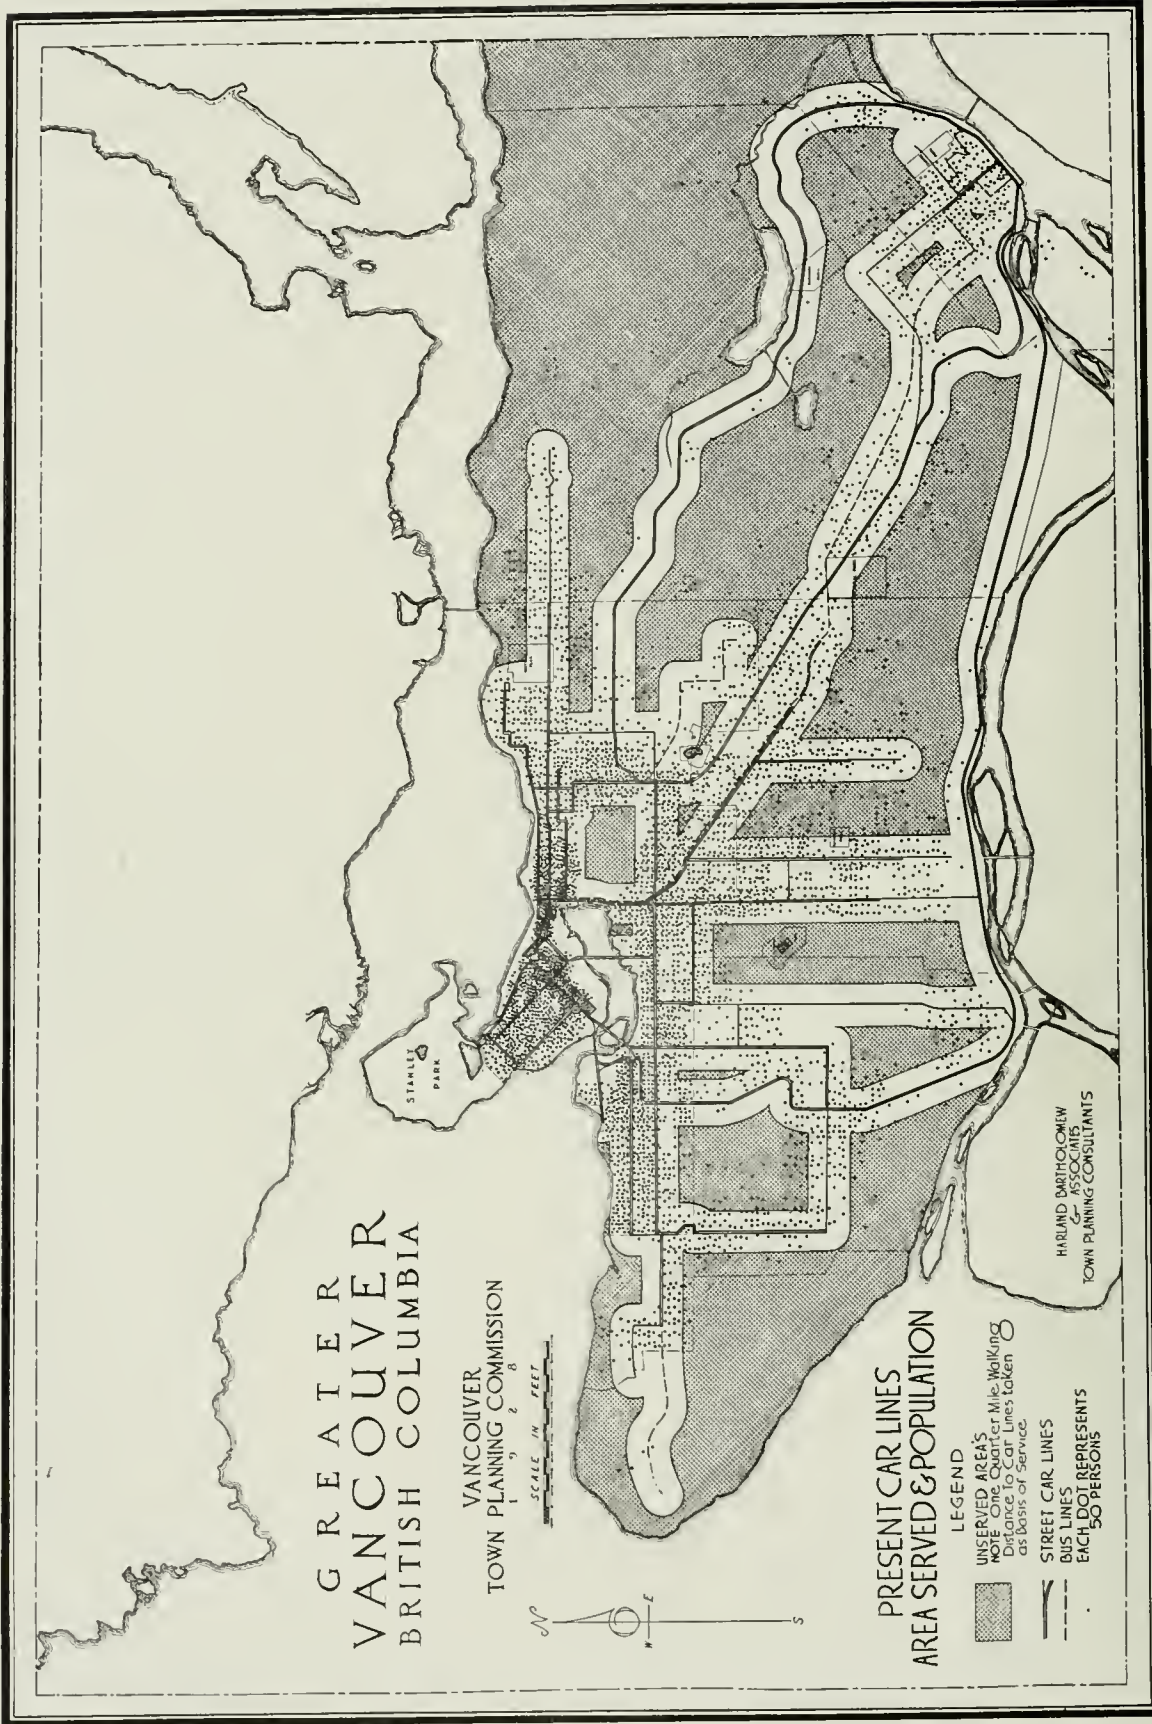 GREATER
VANCOUVER
BRITISH COLUMBIA
VANCOUVER
TOWN PLANNING COMMISSION
1 9 2 8
SCALE IN FEET
N
W E
S
STANLEY
PARK
PRESENT CAR LINES
AREA SERVED & POPULATION
LEGEND
UNSERVED AREA'S
NOTE One Quarter Mile Walking
Distance To Car Lines taken
as Basis of Service
STREET CAR LINES
BUS LINES
EACH DOT REPRESENTS
50 PERSONS
HARLAND BARTHOLOMEW
& ASSOCIATES
TOWN PLANNING CONSULTANTS